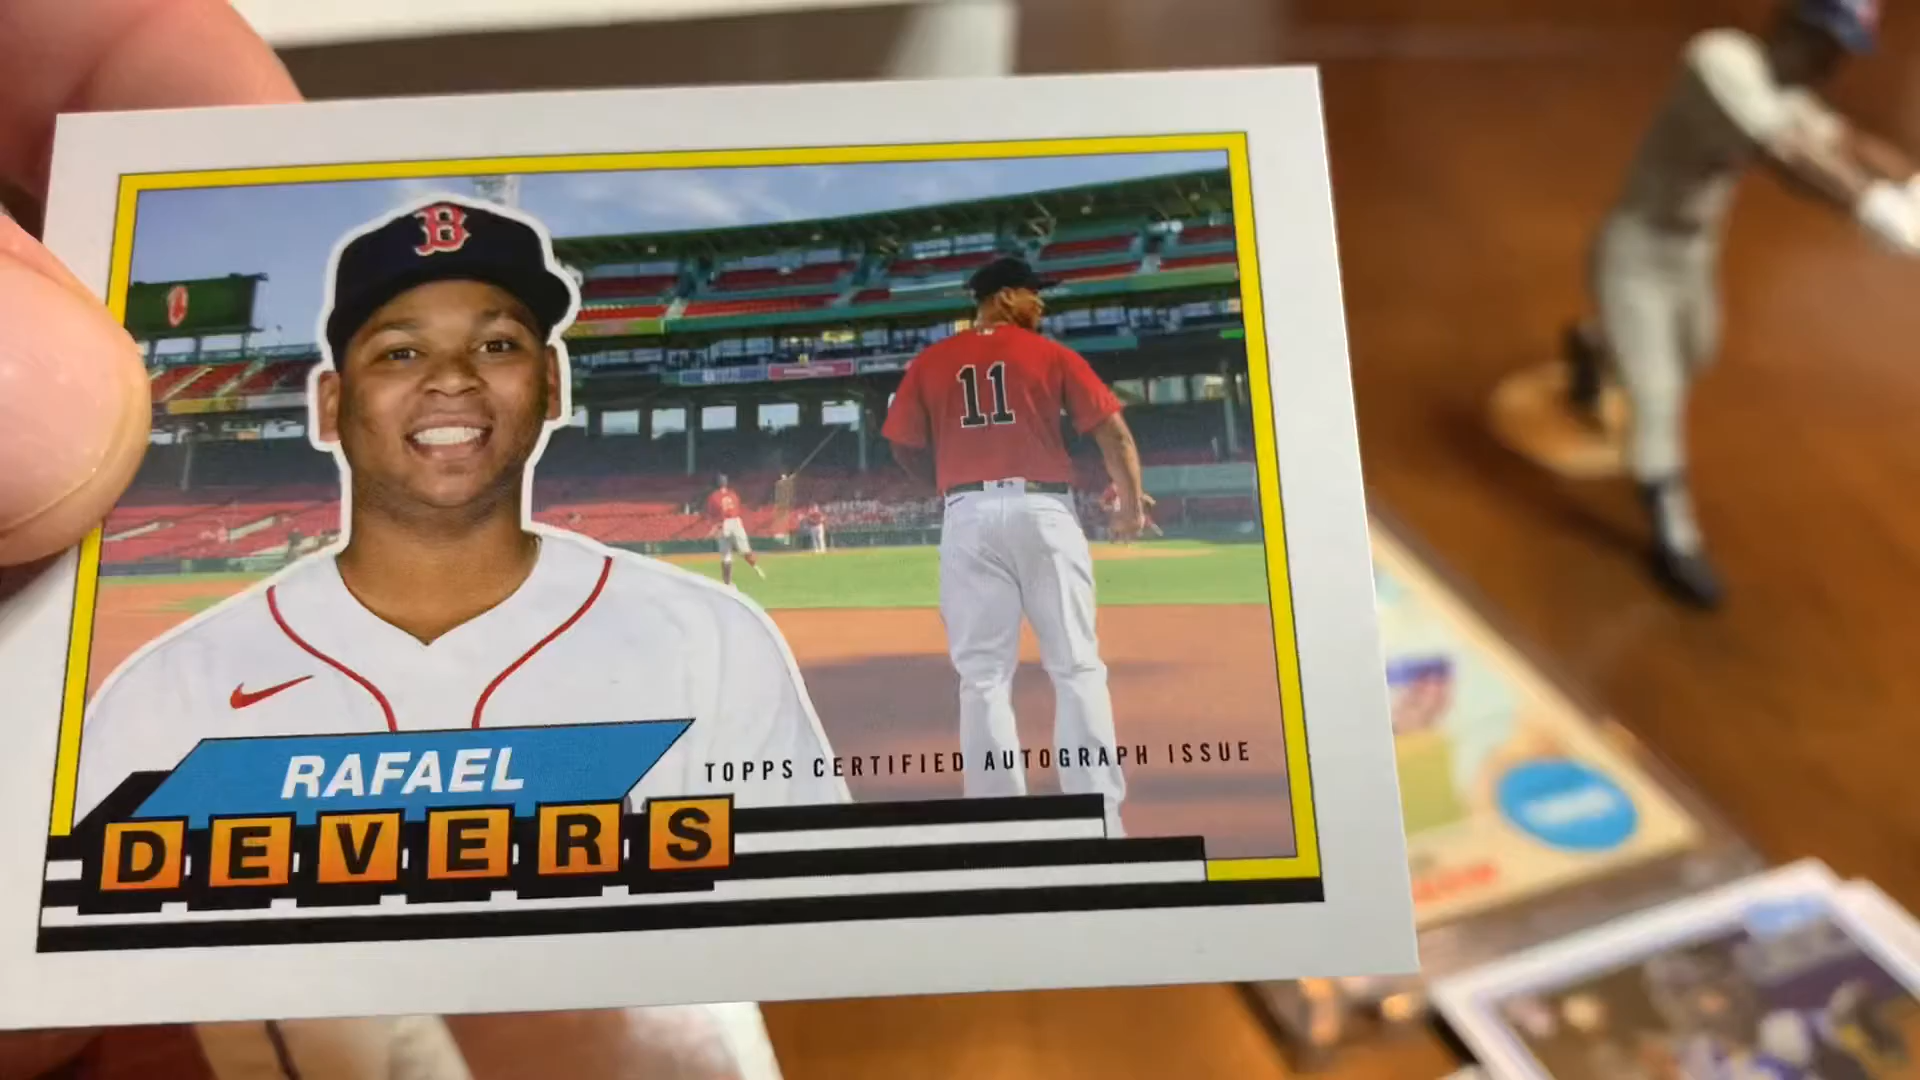 B
11
RAFAEL
TOPPS CERTIFIED AUTOGRAPH ISSUE
DEVERS